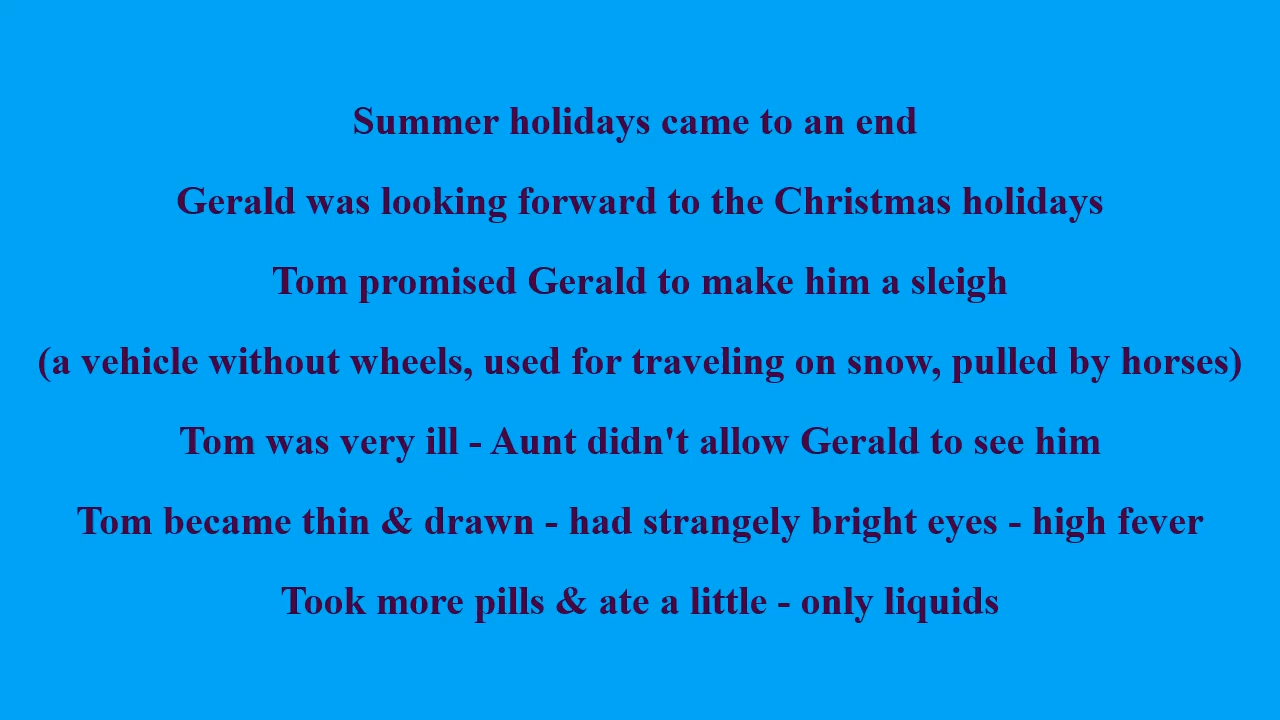 Summer holidays came to an end
Gerald was looking forward to the Christmas holidays
Tom promised Gerald to make him a sleigh
(a vehicle without wheels, used for traveling on snow, pulled by horses)
Tom was very ill - Aunt didn't allow Gerald to see him
Tom became thin & drawn - had strangely bright eyes - high fever
Took more pills & ate a little - only liquids